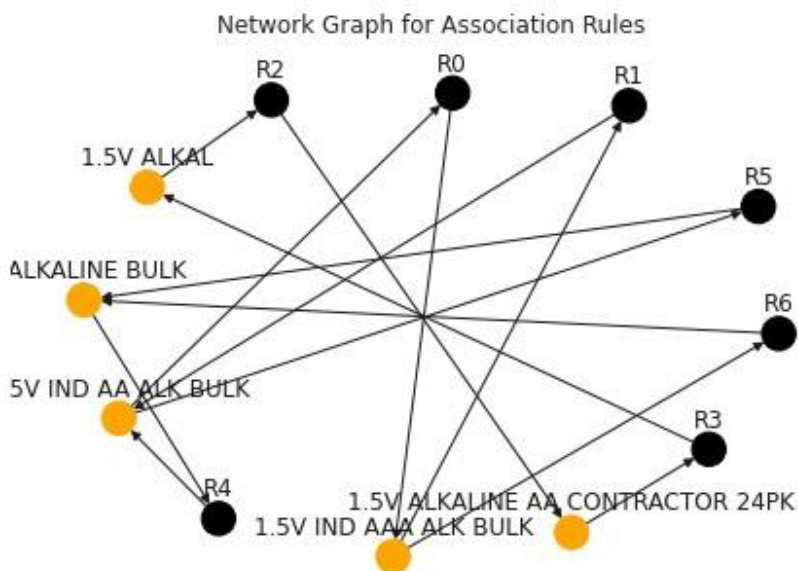 Network Graph for Association Rules
R2
R0
R1
1.5V ALKAL
R5
ALKALINE BULK
R6
5V IND AA ALK BULK
R3
R4
1.5V ALKALINE AA CONTRACTOR 24PK
1.5V IND AAA ALK BULK